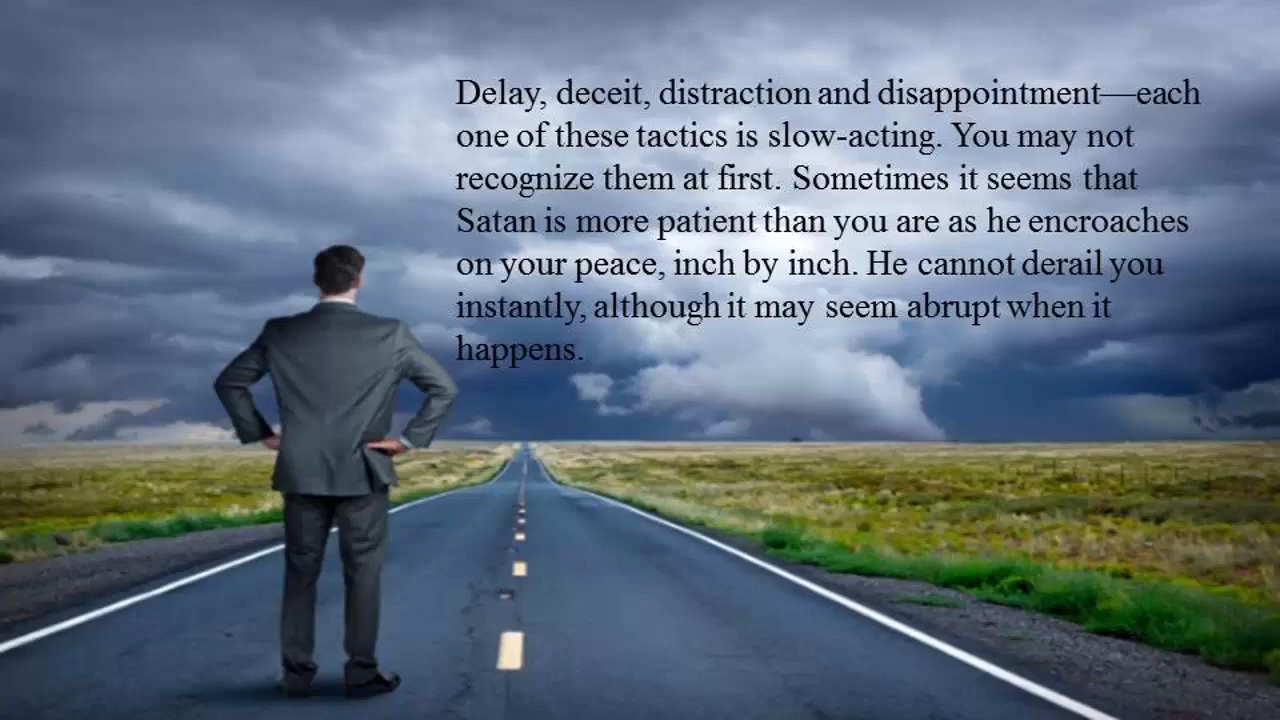 Delay, deceit, distraction and disappointment—each
one of these tactics is slow-acting. You may not
recognize them at first. Sometimes it seems that
Satan is more patient than you are as he encroaches
on your peace, inch by inch. He cannot derail you
instantly, although it may seem abrupt when it
happens.